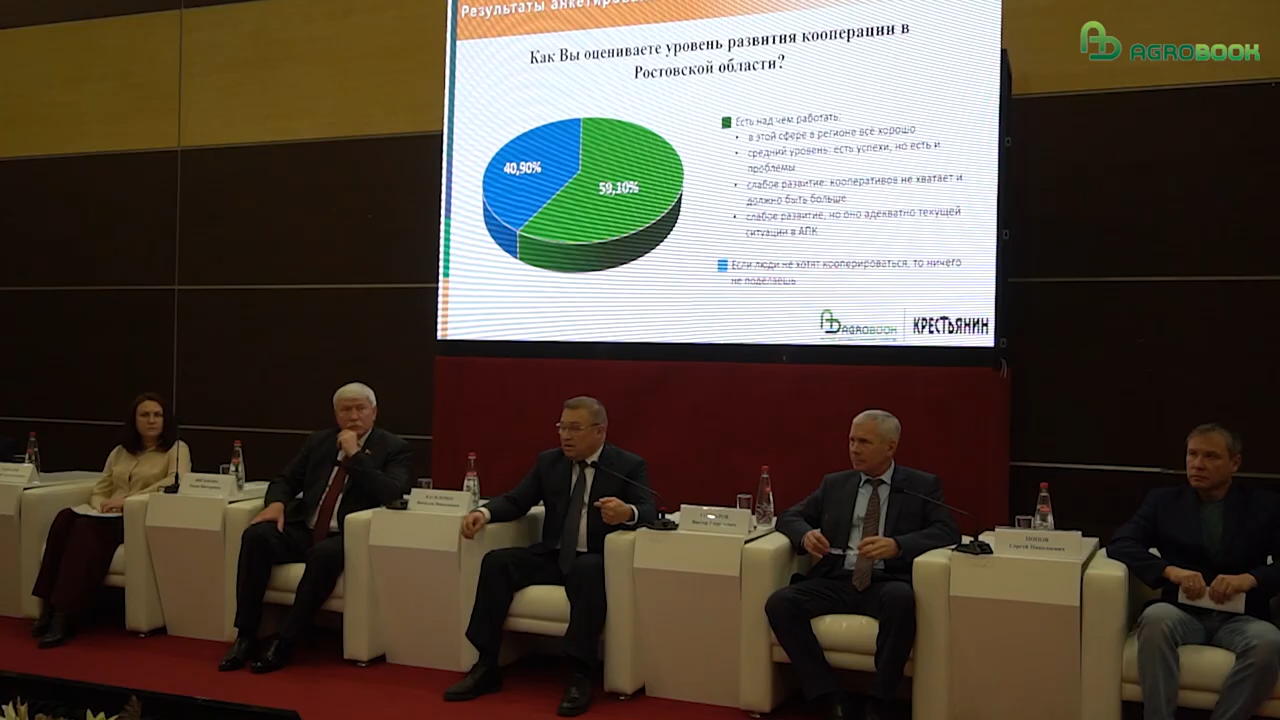 Результаты анкетиров
AGROBOOK
Как Вы оцениваете уровень развития кооперации в
Ростовской области?
40,90%
59,10%
Есть над чем работать:
• в этой сфере в регионе всё хорошо
• средний уровень: есть успехи, но есть и
проблемы
• слабое развитие: кооперативов не хватает и
должно быть больше
• слабое развитие, но оно адекватно текущей
ситуации в АПК
Если люди не хотят кооперироваться, то ничего
не поделаешь
AGROBOOK
КРЕСТЬЯНИН
ПОПОВ
Сергей Николаевич